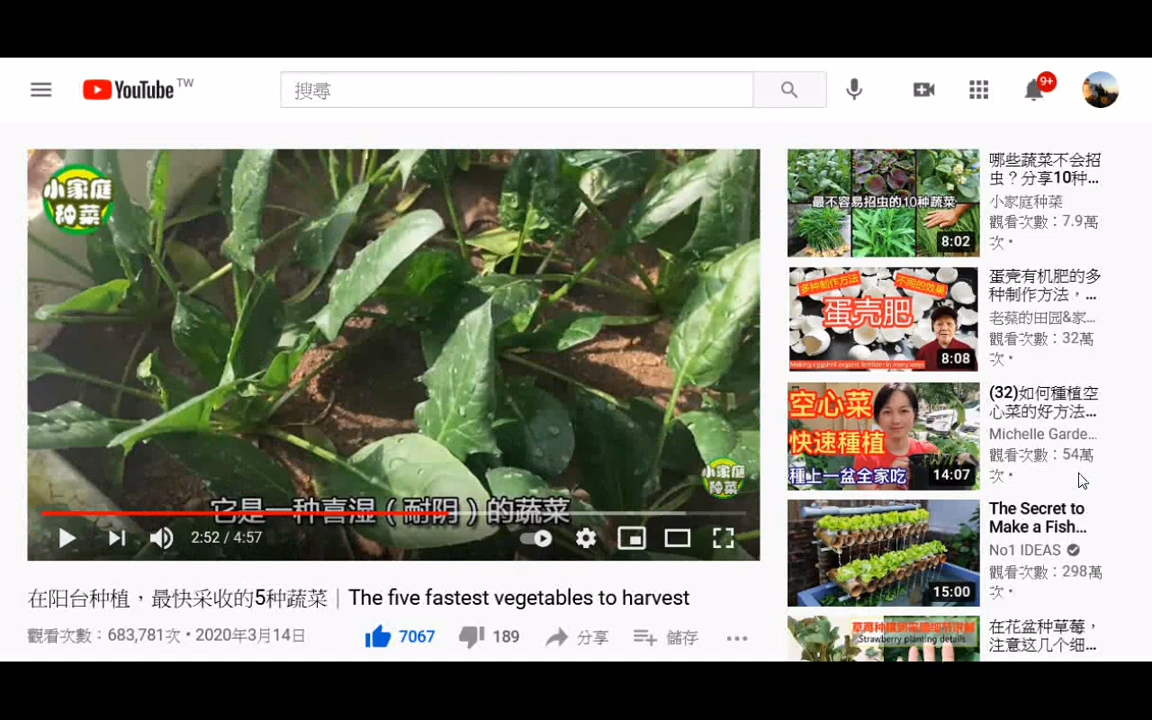 YouTube TW
搜尋
9+
小家庭
种菜
小家庭
种菜
它是一种喜湿（耐阴）的蔬菜
2:52 / 4:57
在阳台种植，最快采收的5种蔬菜｜The five fastest vegetables to harvest
觀看次數：683,781次•2020年3月14日
7067
189
分享
儲存
最不容易招虫的10种蔬菜
8:02
哪些蔬菜不会招
虫？分享10种...
小家庭种菜
觀看次數：7.9萬
次•
多种制作方法
不同的效果
蛋壳肥
Making eggshell organic fertilizer in many ways
8:08
蛋壳有机肥的多
种制作方法，...
老蔡的田园&家...
觀看次數：32萬
次•
空心菜
快速種植
種上一盆全家吃
14:07
(32)如何種植空
心菜的好方法...
Michelle Garde...
觀看次數：54萬
次•
15:00
The Secret to
Make a Fish...
No1 IDEAS
觀看次數：298萬
次•
Strawberry planting details
在花盆种草莓，
注意这几个细...